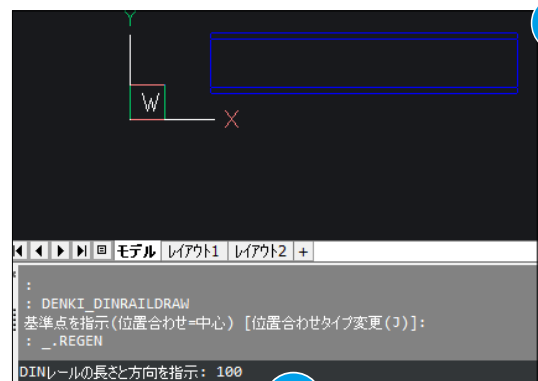 Y
W
X
モデル レイアウト1 レイアウト2 +
:
: DENKI_DINRAILDRAW
基準点を指示(位置合わせ=中心) [位置合わせタイプ変更(J)]:
: _.REGEN
DINレールの長さと方向を指示: 100